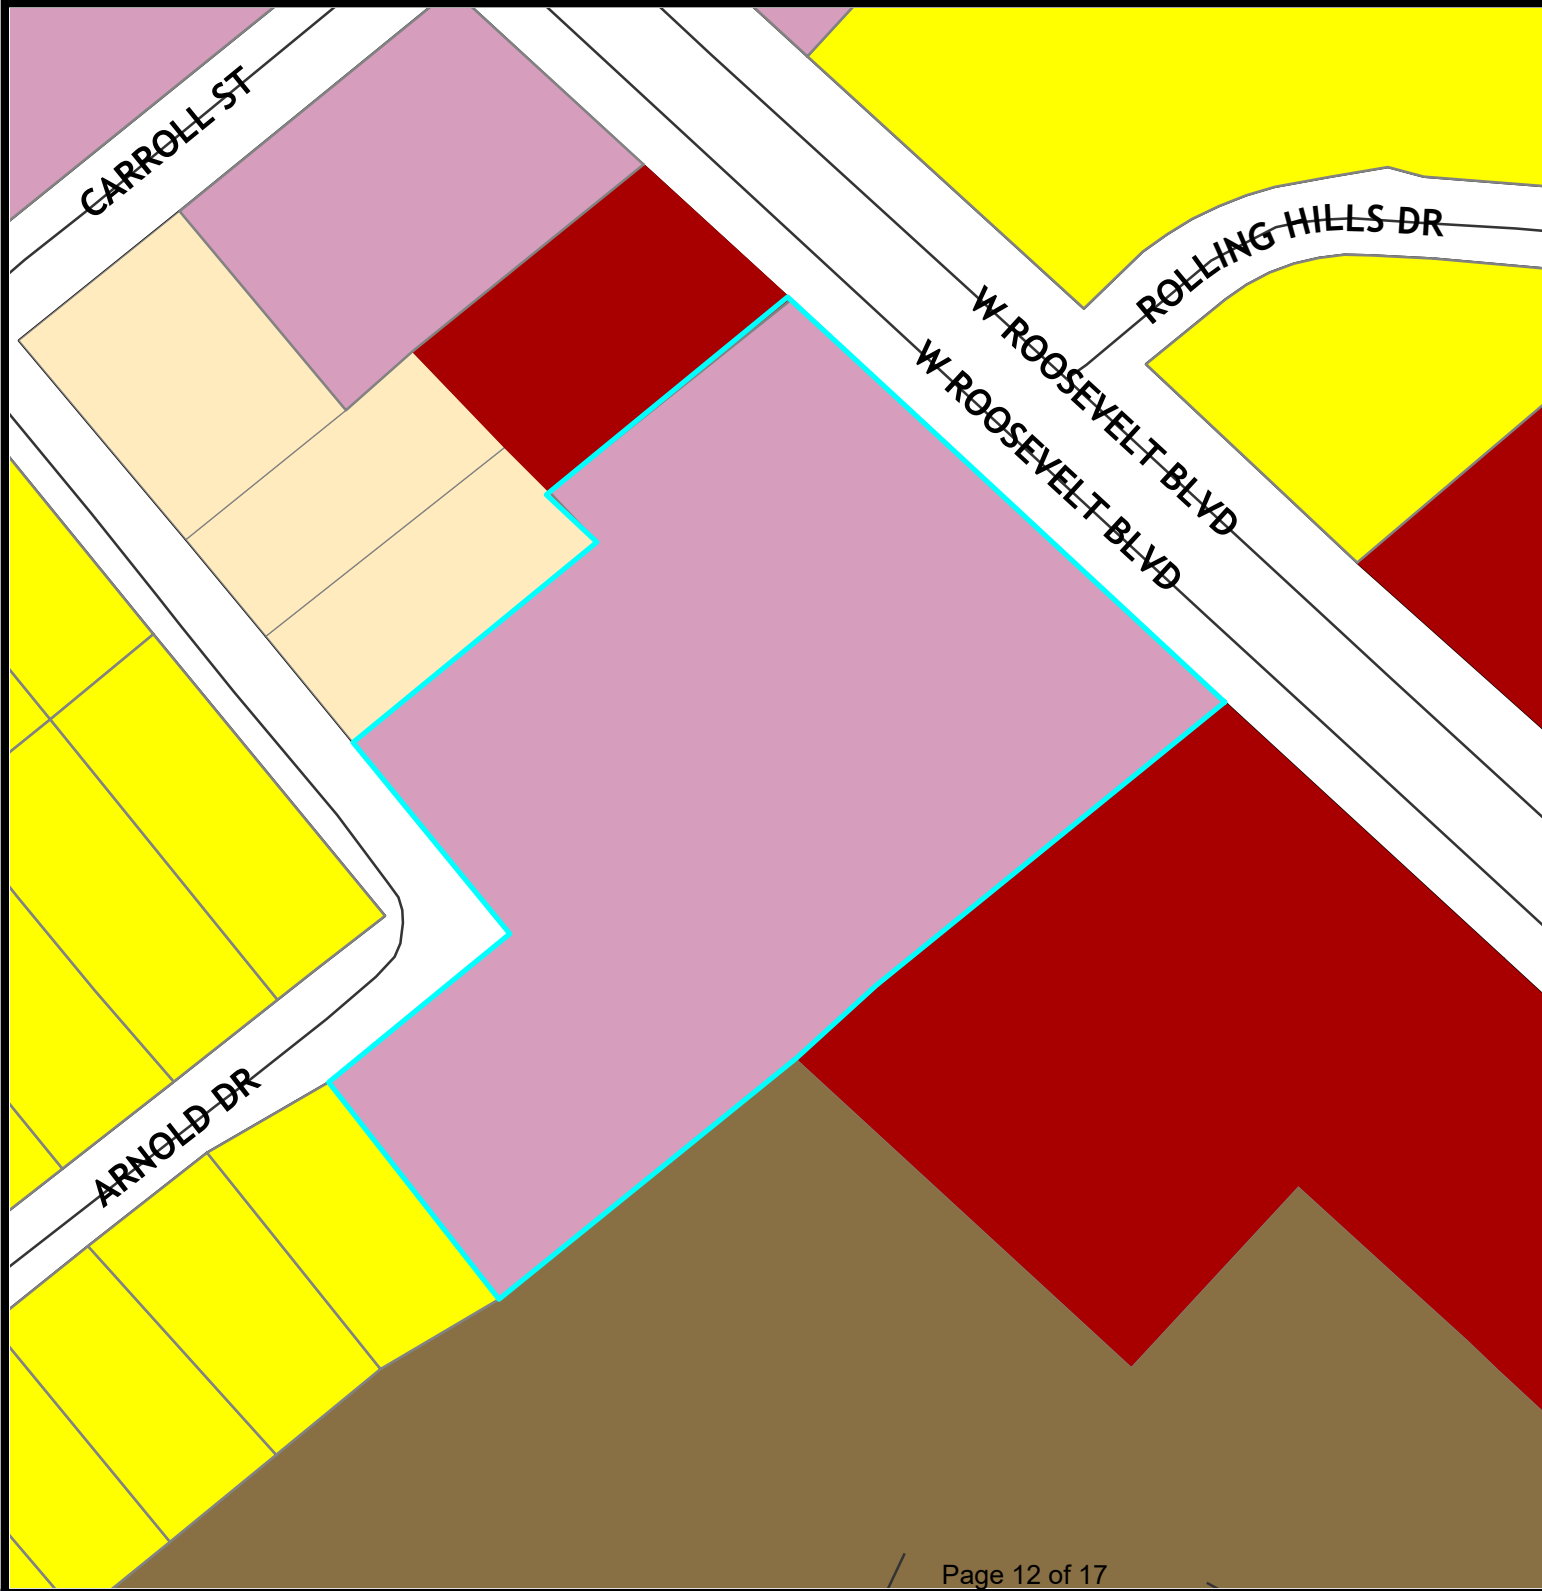 CARROLL ST
ROLLING HILLS DR
W ROOSEVELT BLVD
W ROOSEVELT BLVD
ARNOLD DR
Page 12 of 17